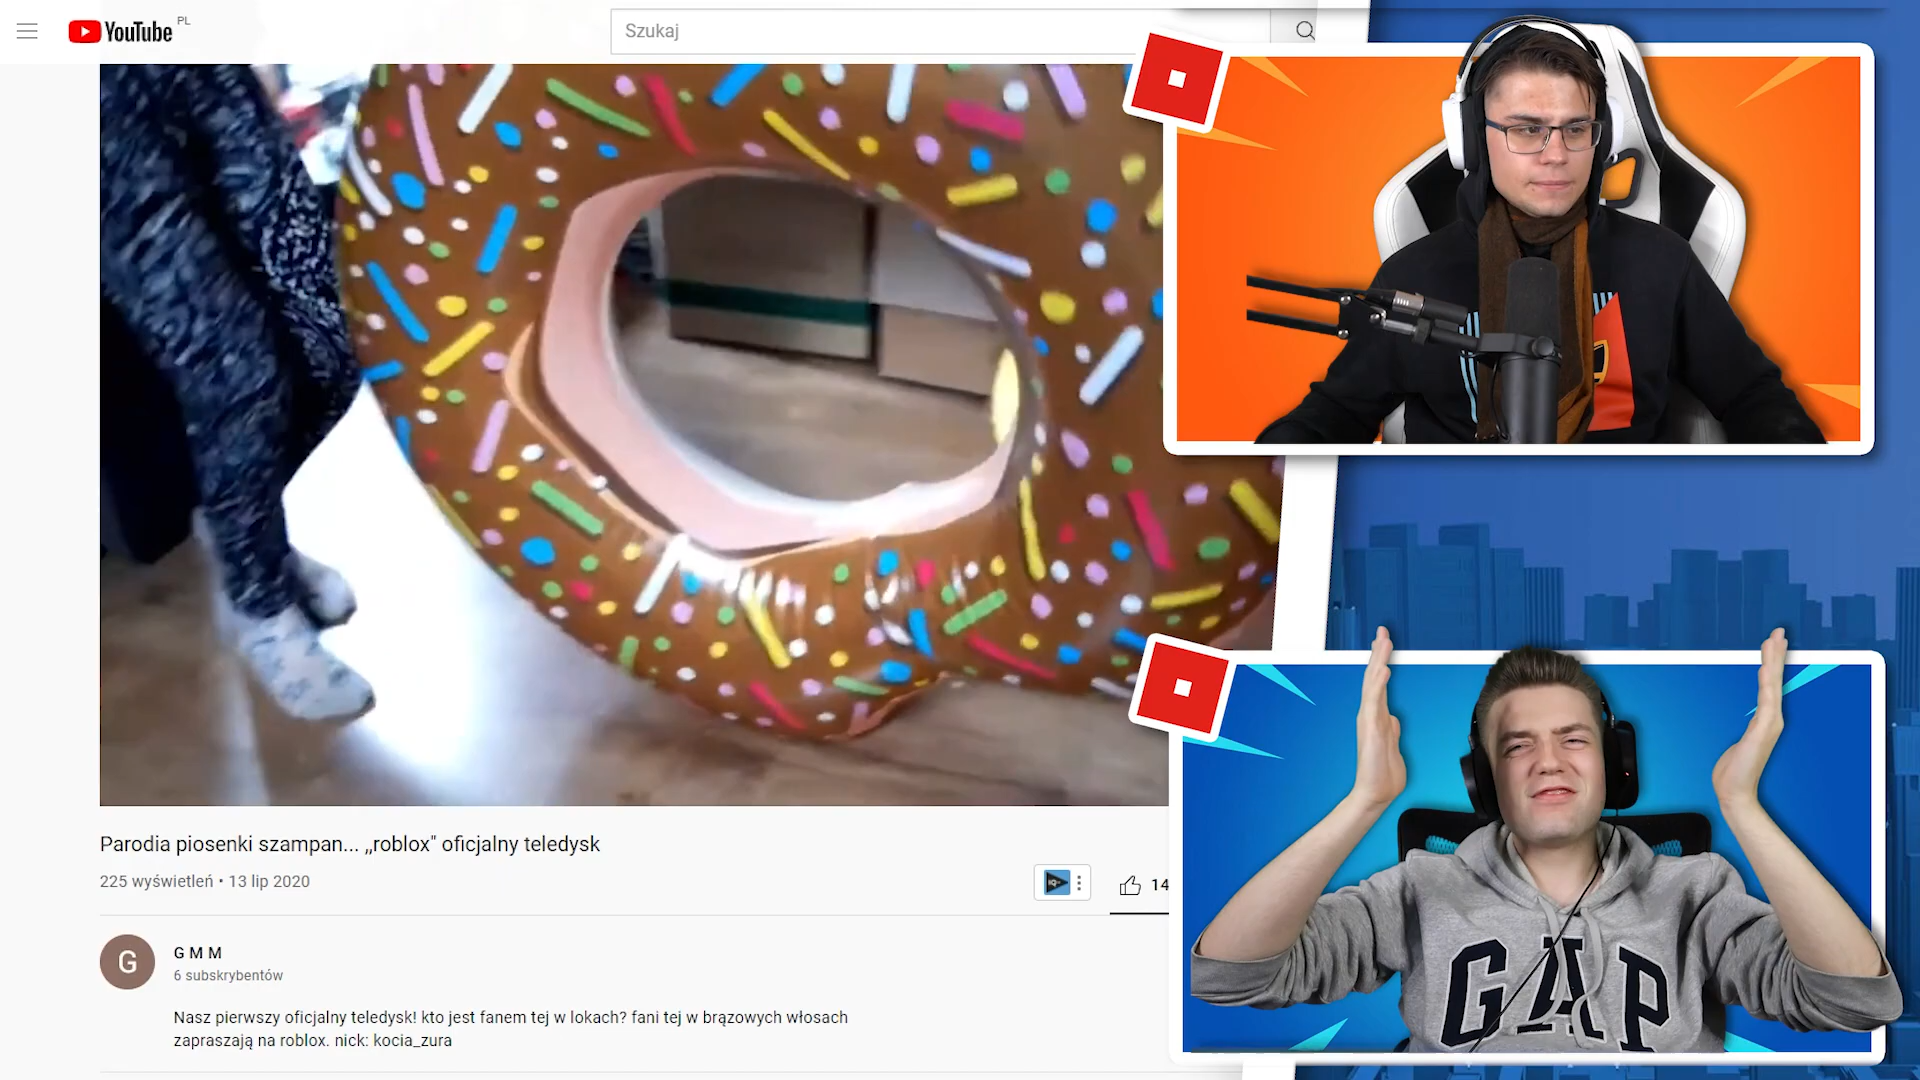 YouTube PL
Szukaj
Parodia piosenki szampan... ,,roblox" oficjalny teledysk
225 wyświetleń • 13 lip 2020
14
G
G M M
6 subskrybentów
Nasz pierwszy oficjalny teledysk! kto jest fanem tej w lokach? fani tej w brązowych włosach
zapraszają na roblox. nick: kocia_zura
GAP